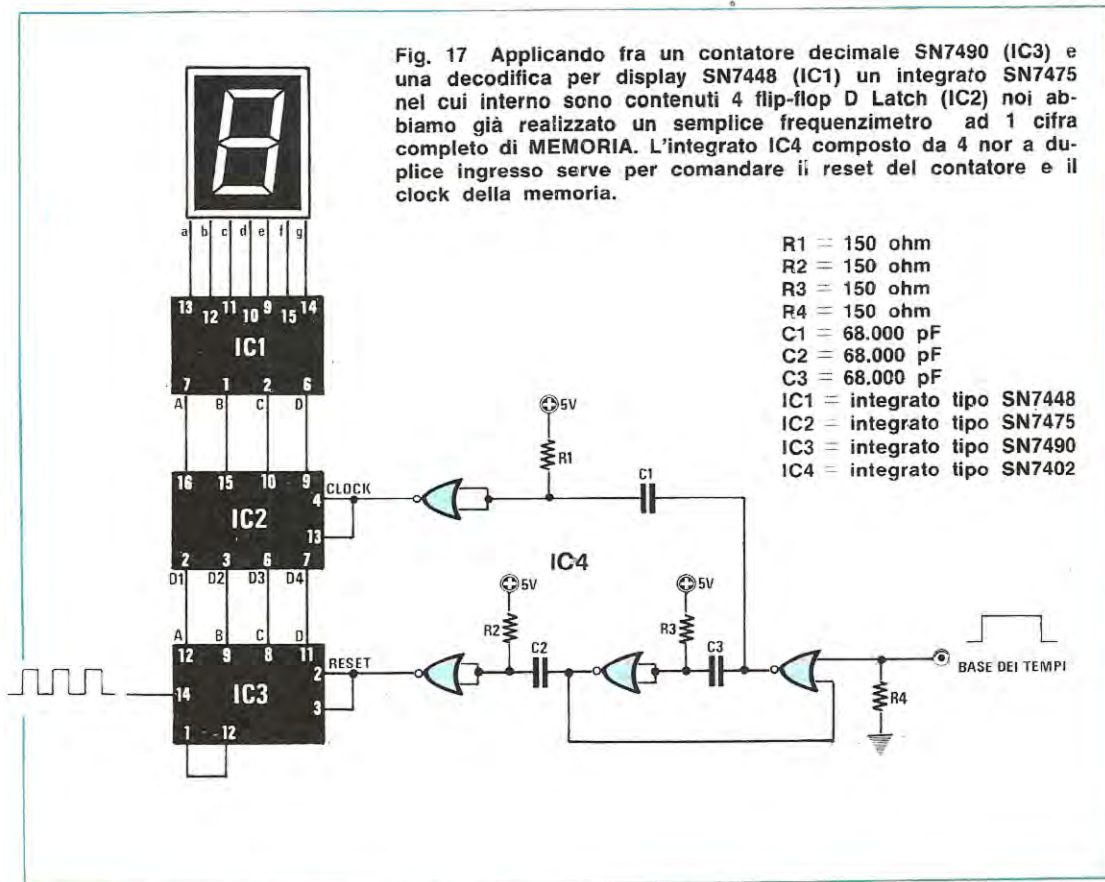 Fig. 17 Applicando fra un contatore decimale SN7490 (IC3) e
una decodifica per display SN7448 (IC1) un integrato SN7475
nel cui interno sono contenuti 4 flip-flop D Latch (IC2) noi ab-
biamo già realizzato un semplice frequenzimetro ad 1 cifra
completo di MEMORIA. L'integrato IC4 composto da 4 nor a du-
plice ingresso serve per comandare il reset del contatore e il
clock della memoria.
R1 = 150 ohm
R2 = 150 ohm
R3 = 150 ohm
R4 = 150 ohm
C1 = 68.000 pF
C2 = 68.000 pF
C3 = 68.000 pF
IC1 = integrato tipo SN7448
IC2 = integrato tipo SN7475
IC3 = integrato tipo SN7490
IC4 = integrato tipo SN7402
a b c d e f g
13 12 11 10 9 15 14
IC1
7 1 2 6
A B C D
5V
R1
C1
16 15 10 9
4 CLOCK
IC2
13
2 3 6 7
D1 D2 D3 D4
IC4
5V
5V
R2
C2
R3
C3
A B C D
12 9 8 11
RESET
2
14
IC3
3
1 12
BASE DEI TEMPI
R4